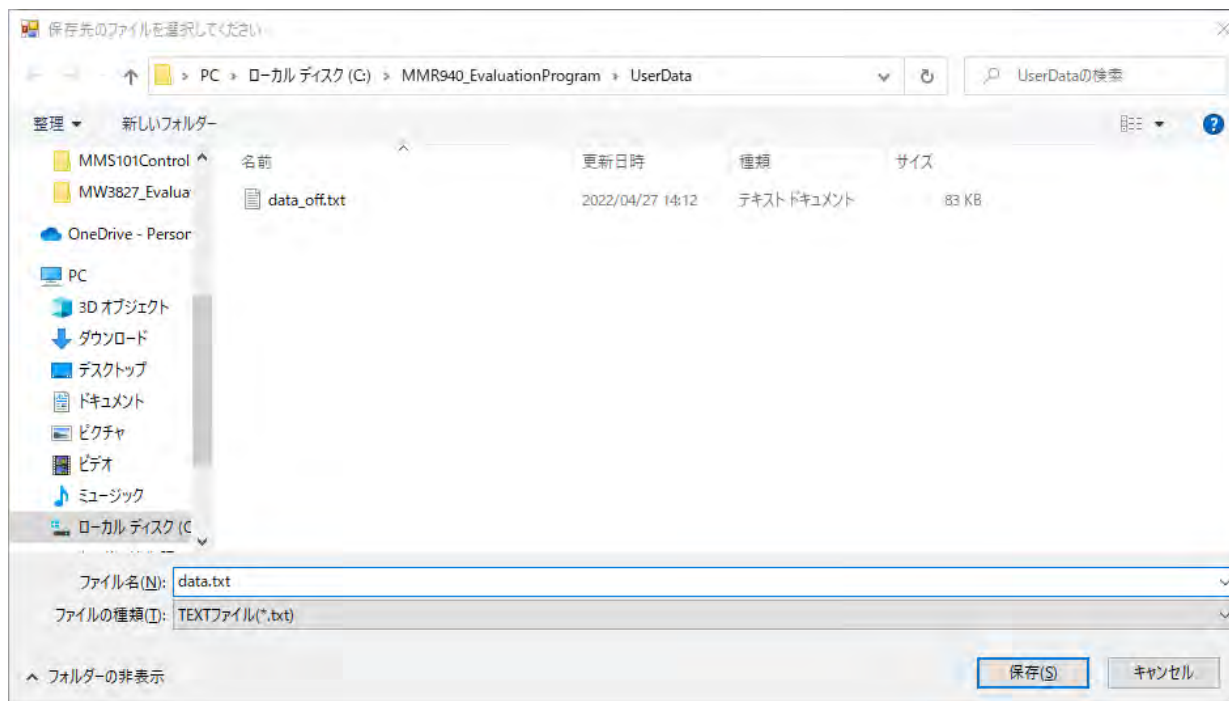 保存先のファイルを選択してください
PC › ローカル ディスク (C:) › MMR940_EvaluationProgram › UserData
UserDataの検索
整理
新しいフォルダー
名前
更新日時
種類
サイズ
data_off.txt
2022/04/27 14:12
テキスト ドキュメント
83 KB
MMS101Control
MW3827_Evalua
OneDrive - Person
PC
3D オブジェクト
ダウンロード
デスクトップ
ドキュメント
ピクチャ
ビデオ
ミュージック
ローカル ディスク (C
ファイル名(N): data.txt
ファイルの種類(T): TEXTファイル(*.txt)
フォルダーの非表示
保存(S)
キャンセル